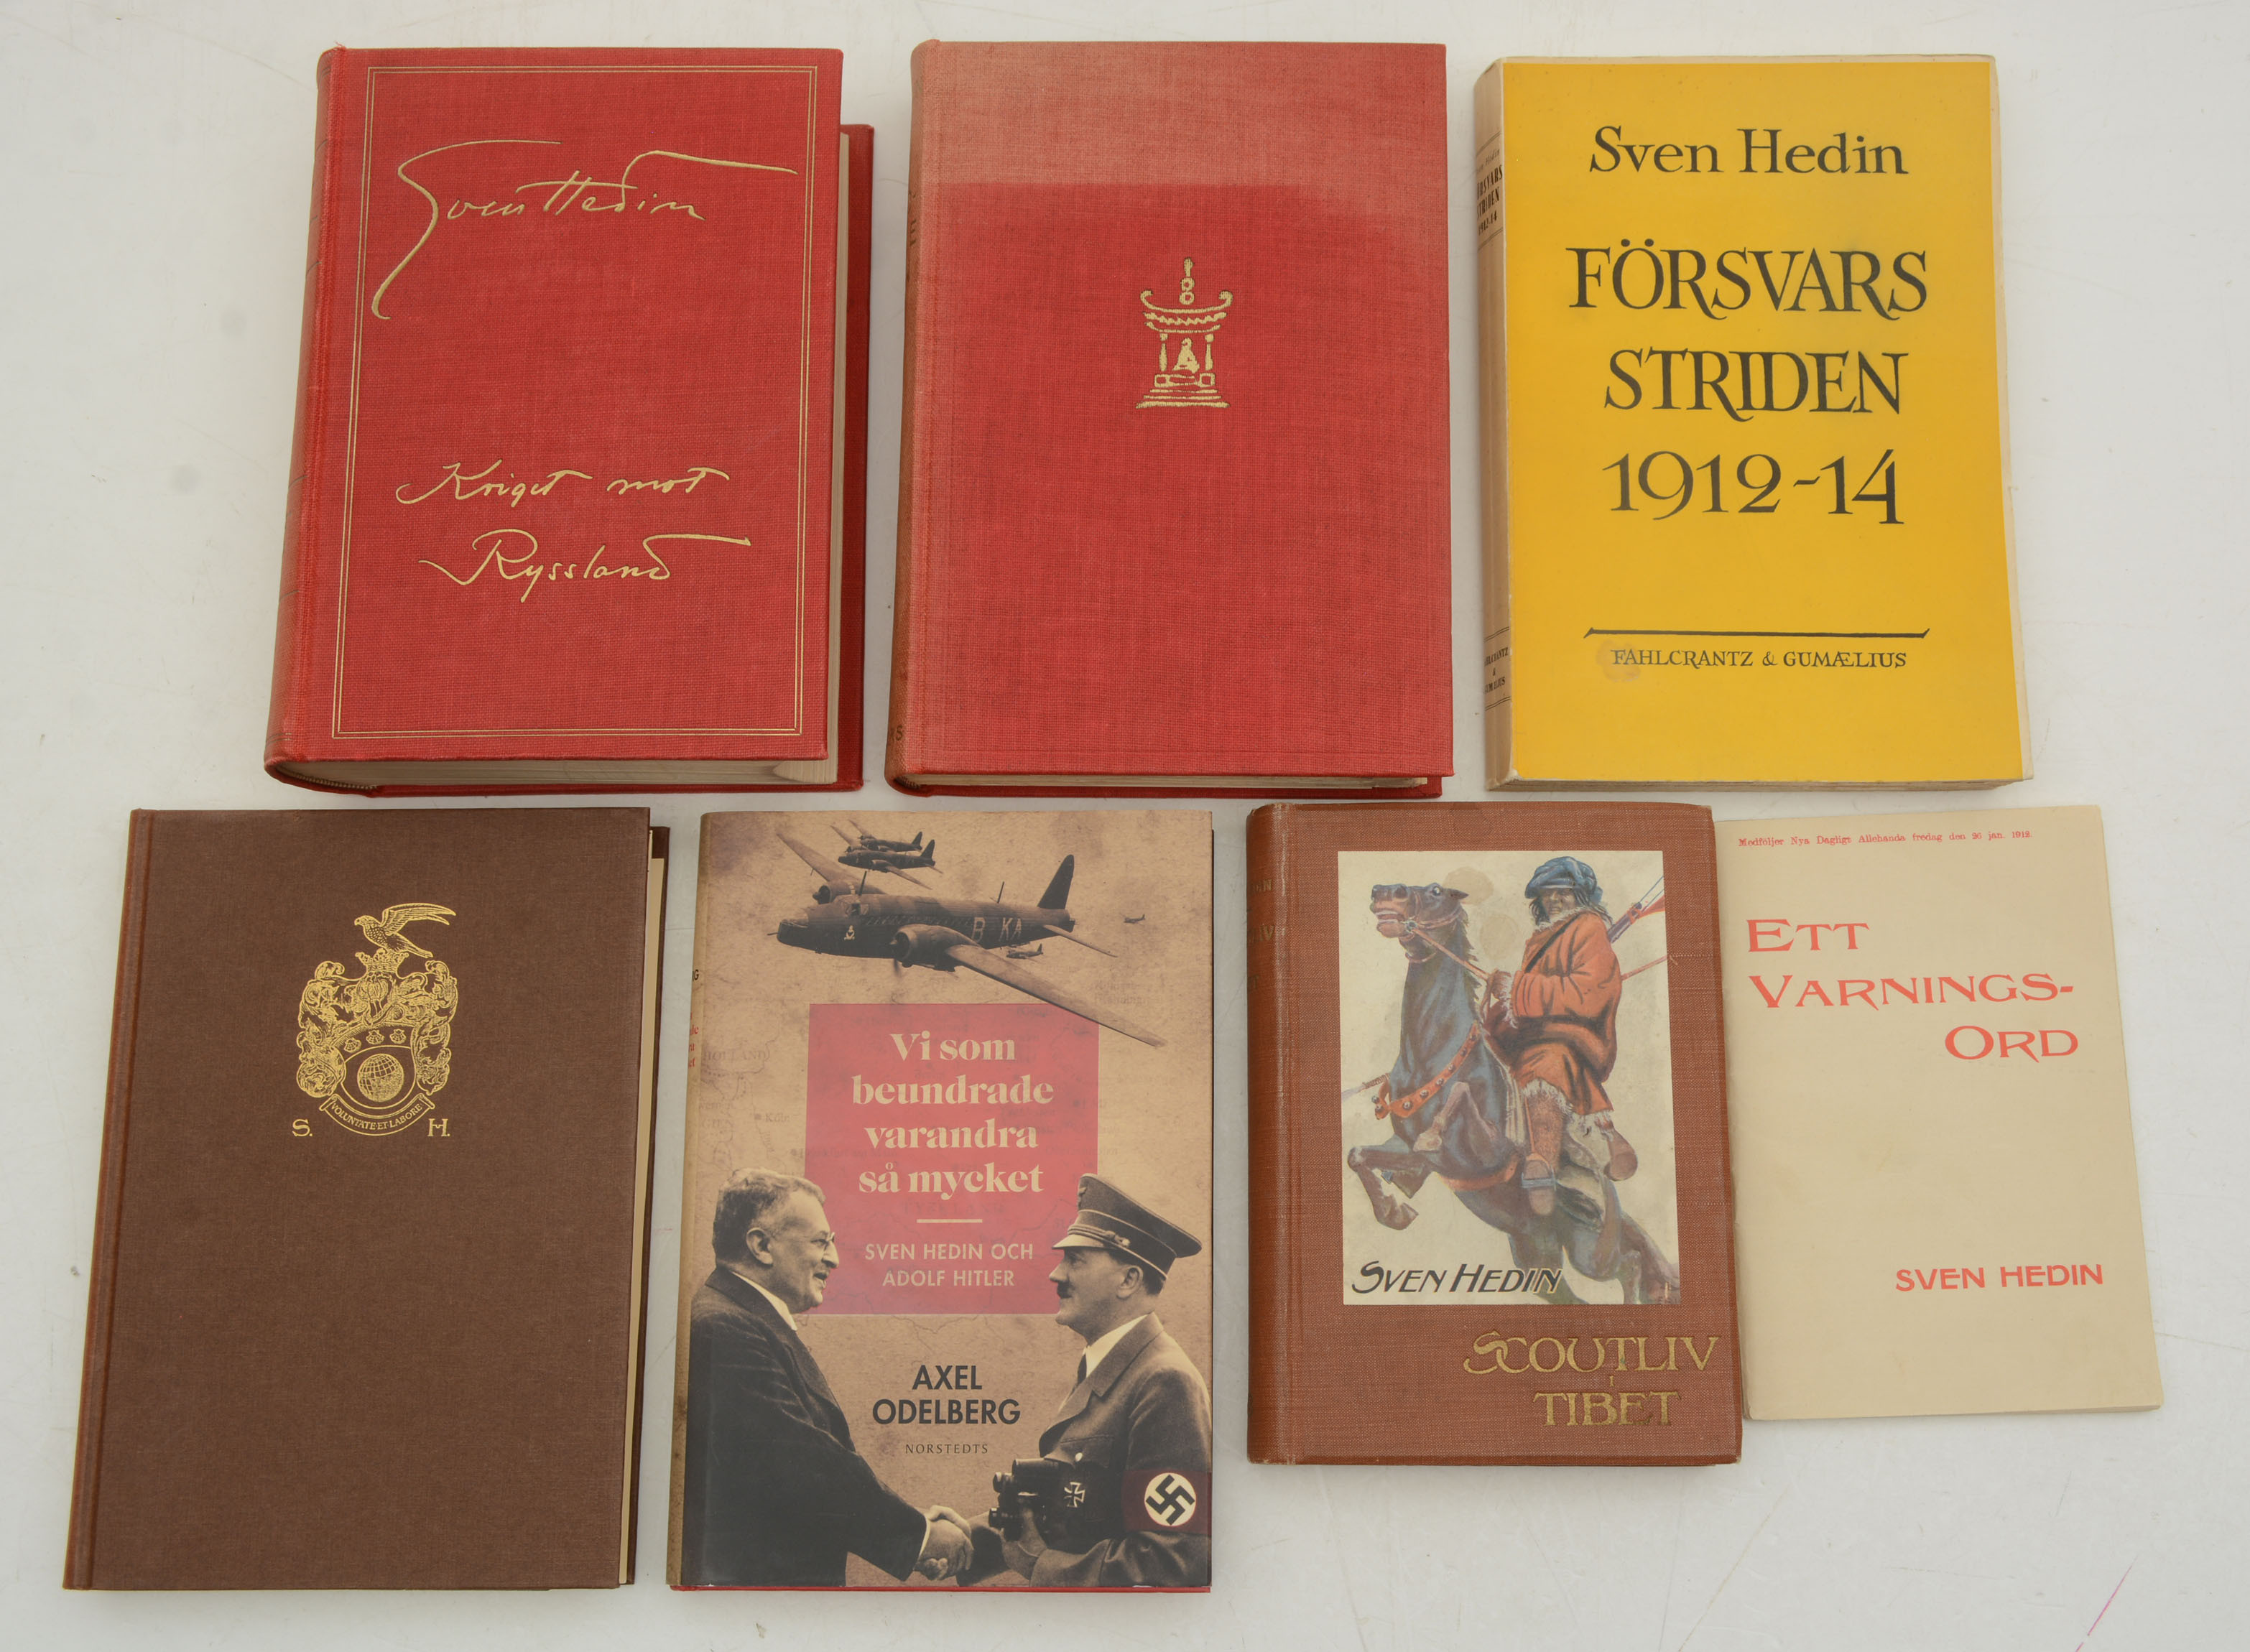 Sven Hedin
Kriget mot
Ryssland
Sven Hedin
FÖRSVARS
STRIDEN
1912-14
FAHLCRANTZ & GUMÆLIUS
VOLUNTATE ET LABORE
S. H.
B KA
Vi som
beundrade
varandra
så mycket
SVEN HEDIN OCH
ADOLF HITLER
AXEL
ODELBERG
NORSTEDTS
SVEN HEDIN
SCOUTLIV
I
TIBET
Medföljer Nya Dagligt Allehanda fredag den 26 jan. 1912.
ETT
VARNINGS-
ORD
SVEN HEDIN